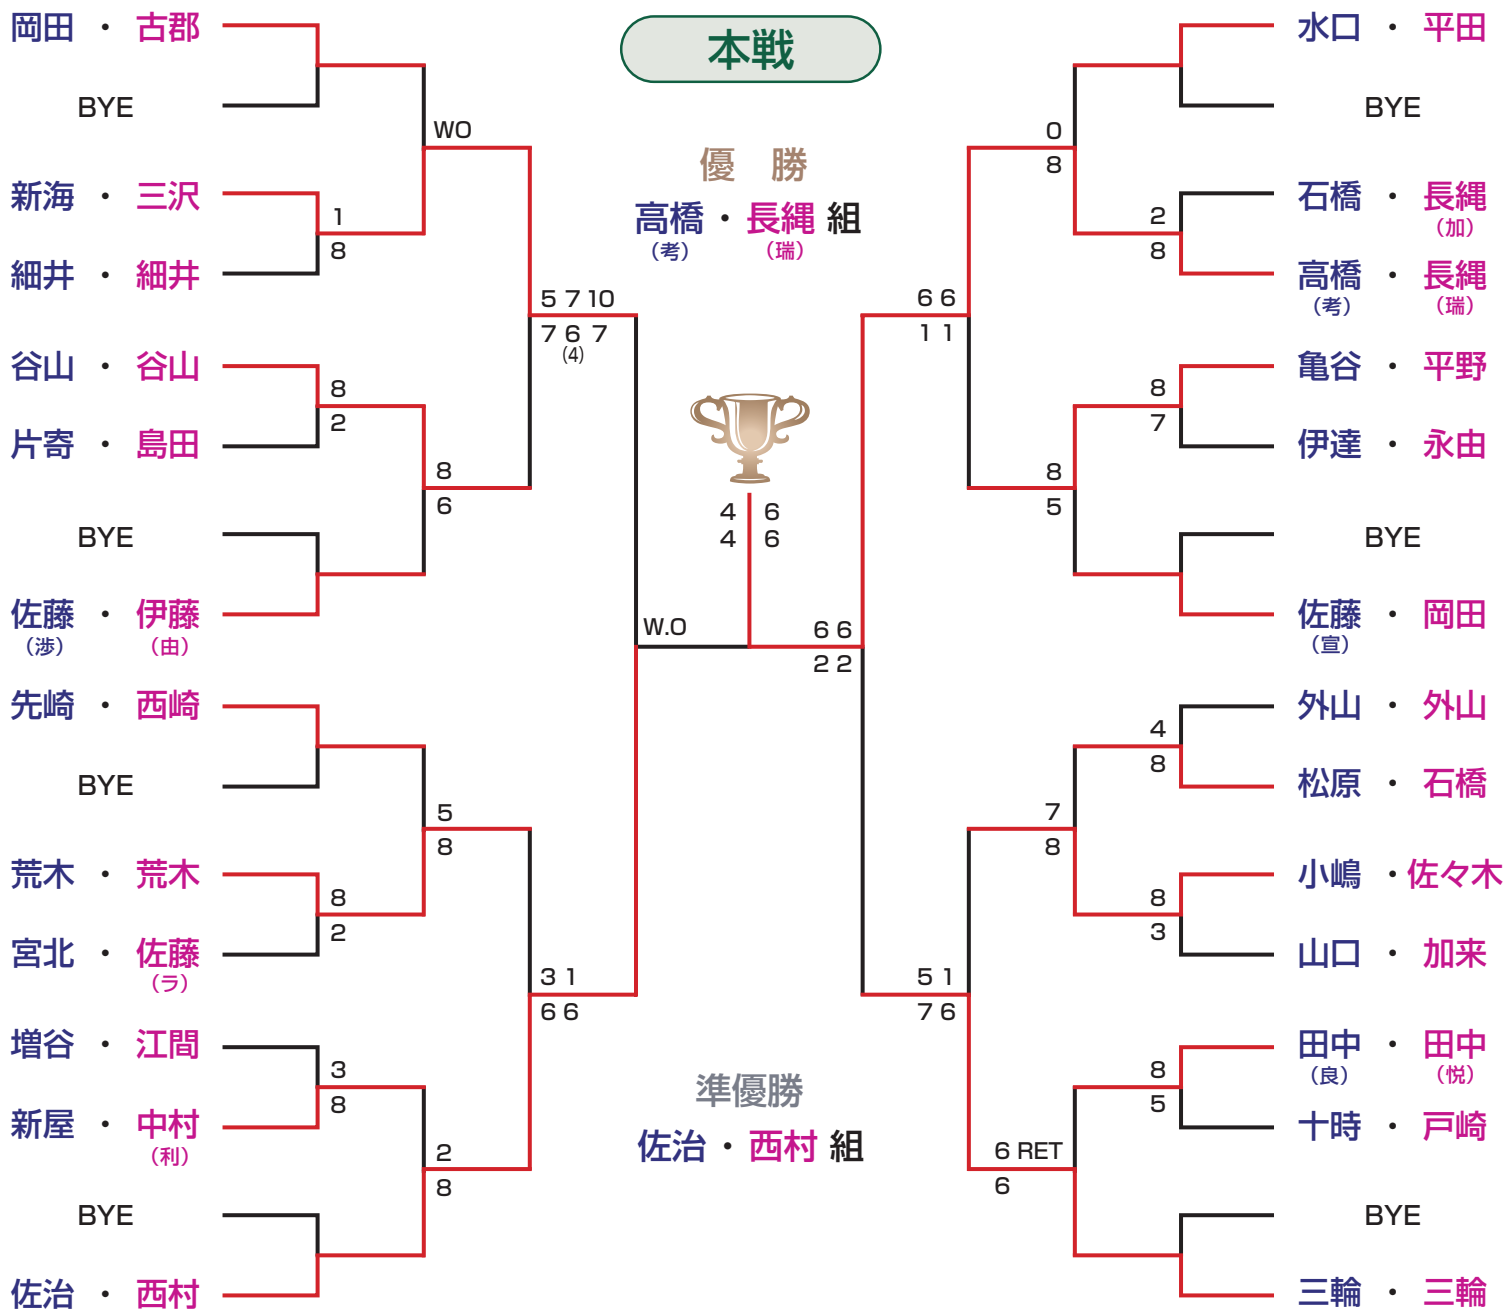 本戦
優 勝
高橋・長縄 組
(考) (瑞)
4 6
4 6
準優勝
佐治・西村 組
岡田・古郡
BYE
WO
新海・三沢
1
8
細井・細井
5 7 10
7 6 7
(4)
谷山・谷山
8
2
片寄・島田
8
6
BYE
佐藤・伊藤
(渉) (由)
W.O
先崎・西崎
BYE
5
8
荒木・荒木
8
2
宮北・佐藤
(ラ)
3 1
6 6
増谷・江間
3
8
新屋・中村
(利)
2
8
BYE
佐治・西村
水口・平田
BYE
0
8
石橋・長縄
(加)
2
8
高橋・長縄
(考) (瑞)
6 6
1 1
亀谷・平野
8
7
伊達・永由
8
5
BYE
佐藤・岡田
(宣)
6 6
2 2
外山・外山
4
8
松原・石橋
7
8
小嶋・佐々木
8
3
山口・加来
5 1
7 6
田中・田中
(良) (悦)
8
5
十時・戸崎
6 RET
6
BYE
三輪・三輪